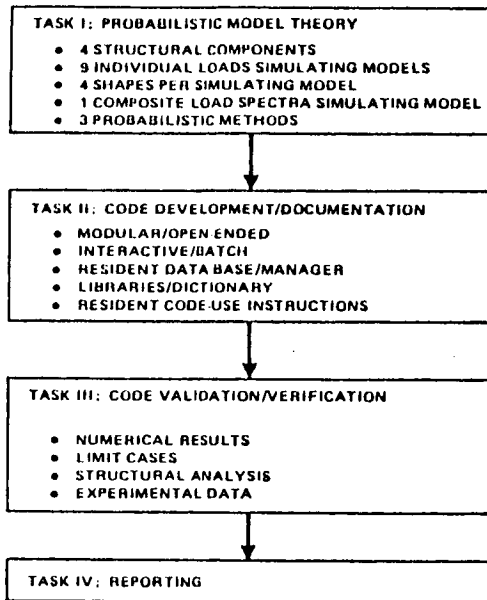 TASK I: PROBABILISTIC MODEL THEORY
• 4 STRUCTURAL COMPONENTS
• 9 INDIVIDUAL LOADS SIMULATING MODELS
• 4 SHAPES PER SIMULATING MODEL
• 1 COMPOSITE LOAD SPECTRA SIMULATING MODEL
• 3 PROBABILISTIC METHODS
TASK II: CODE DEVELOPMENT/DOCUMENTATION
• MODULAR/OPEN-ENDED
• INTERACTIVE/BATCH
• RESIDENT DATA BASE/MANAGER
• LIBRARIES/DICTIONARY
• RESIDENT CODE-USE INSTRUCTIONS
TASK III: CODE VALIDATION/VERIFICATION
• NUMERICAL RESULTS
• LIMIT CASES
• STRUCTURAL ANALYSIS
• EXPERIMENTAL DATA
TASK IV: REPORTING